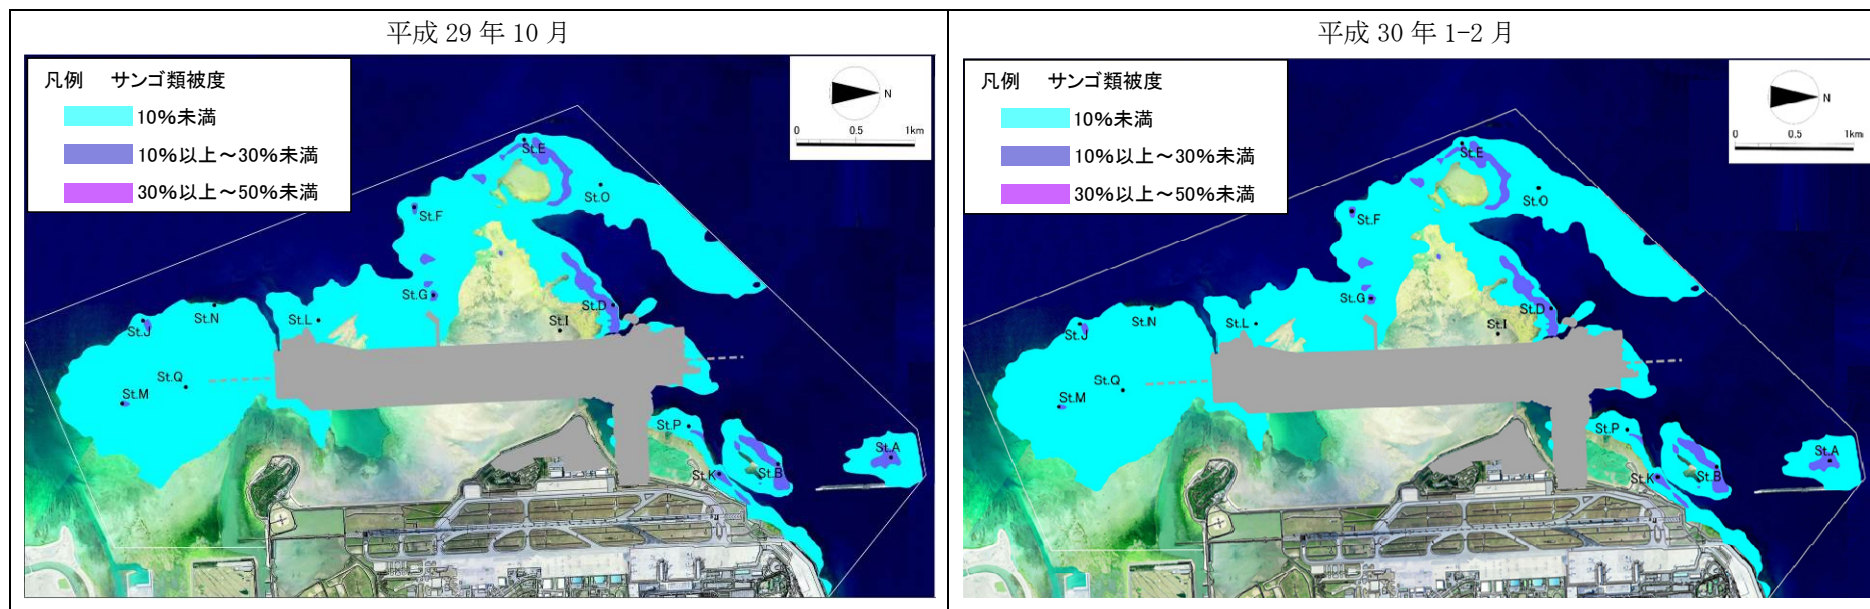 平成 29 年 10 月
凡例 サンゴ類被度
10%未満
10%以上～30%未満
30%以上～50%未満
N
0 0.5 1km
St.E
St.O
St.F
St.G
St.D
St.N
St.J
St.L
St.I
St.Q
St.M
St.P
St.A
St.K
St.B
平成 30 年 1-2 月
凡例 サンゴ類被度
10%未満
10%以上～30%未満
30%以上～50%未満
N
0 0.5 1km
St.E
St.O
St.F
St.G
St.D
St.N
St.J
St.L
St.I
St.Q
St.M
St.P
St.A
St.K
St.B